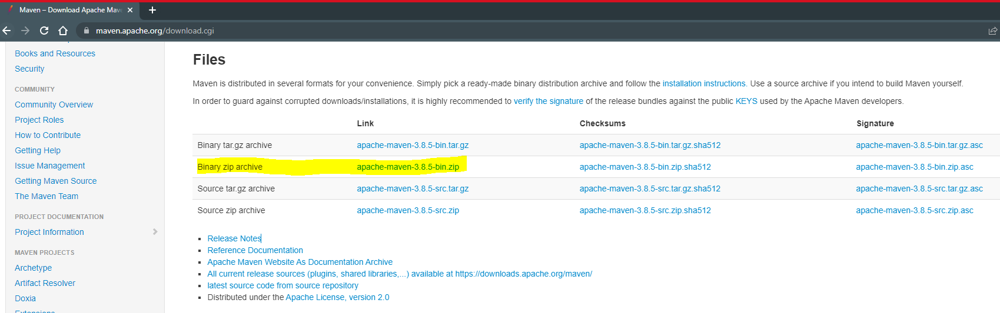 Maven – Download Apache Mav
maven.apache.org/download.cgi
Books and Resources
Security
COMMUNITY
Community Overview
Project Roles
How to Contribute
Getting Help
Issue Management
Getting Maven Source
The Maven Team
PROJECT DOCUMENTATION
Project Information
MAVEN PROJECTS
Archetype
Artifact Resolver
Doxia
Extensions
Files
Maven is distributed in several formats for your convenience. Simply pick a ready-made binary distribution archive and follow the installation instructions. Use a source archive if you intend to build Maven yourself.
In order to guard against corrupted downloads/installations, it is highly recommended to verify the signature of the release bundles against the public KEYS used by the Apache Maven developers.
Link Checksums Signature
Binary tar.gz archive apache-maven-3.8.5-bin.tar.gz apache-maven-3.8.5-bin.tar.gz.sha512 apache-maven-3.8.5-bin.tar.gz.asc
Binary zip archive apache-maven-3.8.5-bin.zip apache-maven-3.8.5-bin.zip.sha512 apache-maven-3.8.5-bin.zip.asc
Source tar.gz archive apache-maven-3.8.5-src.tar.gz apache-maven-3.8.5-src.tar.gz.sha512 apache-maven-3.8.5-src.tar.gz.asc
Source zip archive apache-maven-3.8.5-src.zip apache-maven-3.8.5-src.zip.sha512 apache-maven-3.8.5-src.zip.asc
Release Notes
Reference Documentation
Apache Maven Website As Documentation Archive
All current release sources (plugins, shared libraries,...) available at https://downloads.apache.org/maven/
latest source code from source repository
Distributed under the Apache License, version 2.0